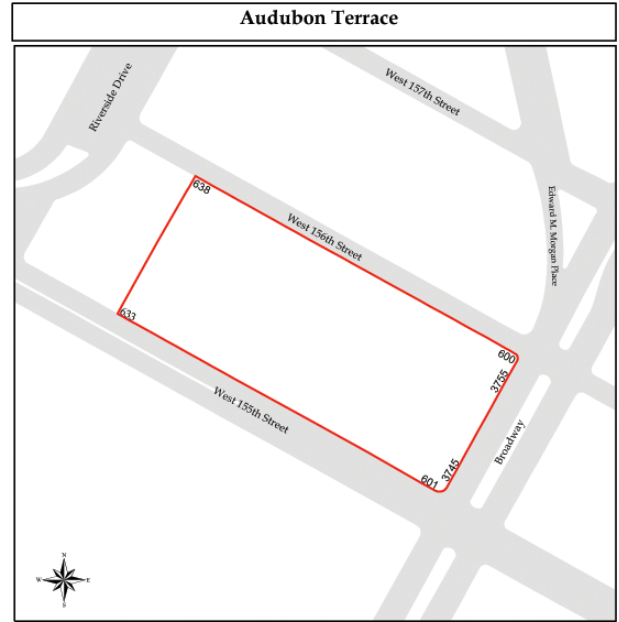 Audubon Terrace
Riverside Drive
West 157th Street
638
West 156th Street
Edward M. Morgan Place
633
600
3755
West 155th Street
Broadway
3745
601
N
W
E
S